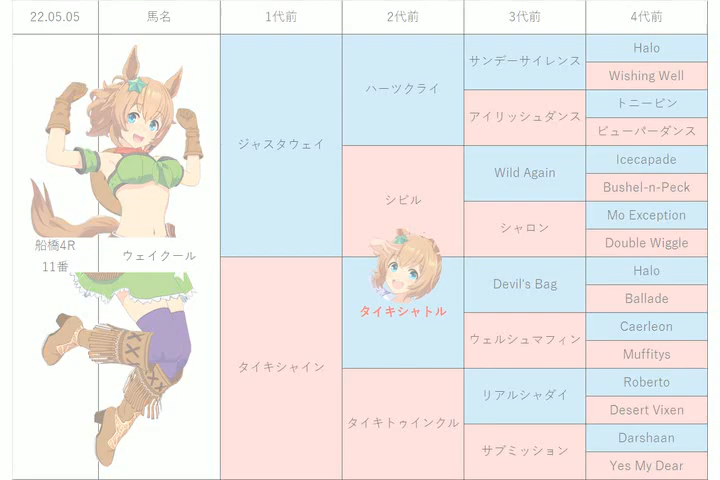 22.05.05 馬名 1代前 2代前 3代前 4代前
船橋4R
11番
ウェイクール
ジャスタウェイ
タイキシャイン
ハーツクライ
シビル
タイキシャトル
タイキトゥインクル
サンデーサイレンス
アイリッシュダンス
Wild Again
シャロン
Devil's Bag
ウェルシュマフィン
リアルシャダイ
サブミッション
Halo
Wishing Well
トニービン
ビューパーダンス
Icecapade
Bushel-n-Peck
Mo Exception
Double Wiggle
Halo
Ballade
Caerleon
Muffitys
Roberto
Desert Vixen
Darshaan
Yes My Dear